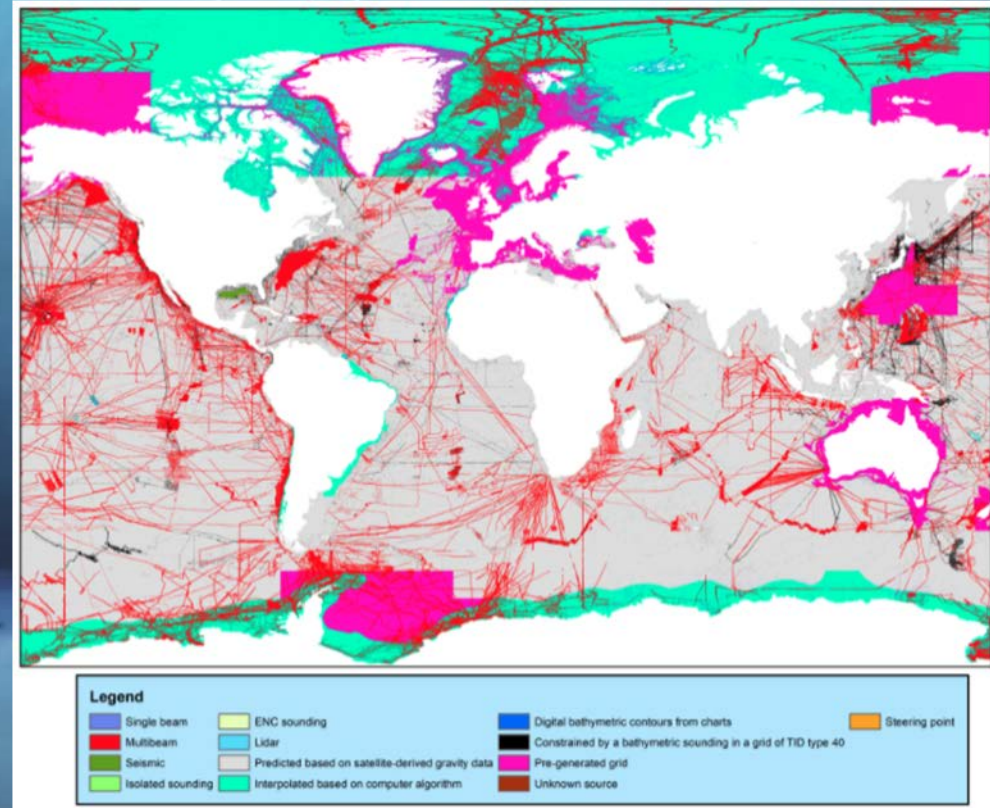 Legend
Single beam
ENC sounding
Digital bathymetric contours from charts
Steering point
Multibeam
Lidar
Constrained by a bathymetric sounding in a grid of TID type 40
Seismic
Predicted based on satellite-derived gravity data
Pre-generated grid
Isolated sounding
Interpolated based on computer algorithm
Unknown source